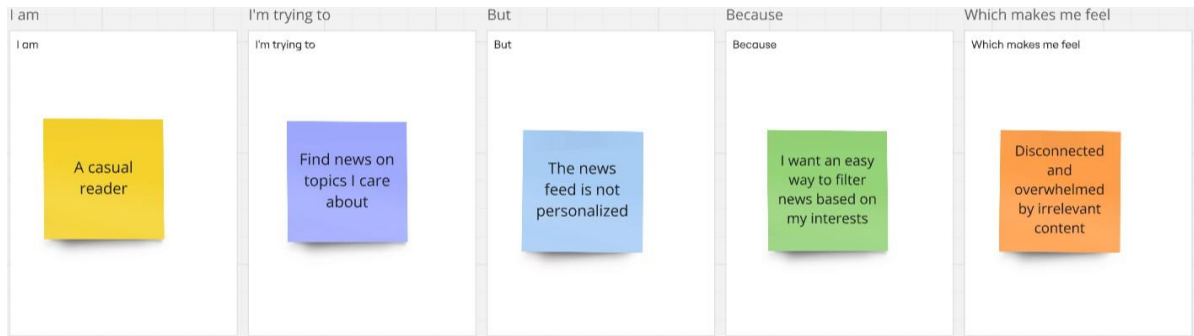 I am
I'm trying to
But
Because
Which makes me feel
I am
I'm trying to
But
Because
Which makes me feel
A casual
reader
Find news on
topics I care
about
The news
feed is not
personalized
I want an easy
way to filter
news based on
my interests
Disconnected
and
overwhelmed
by irrelevant
content